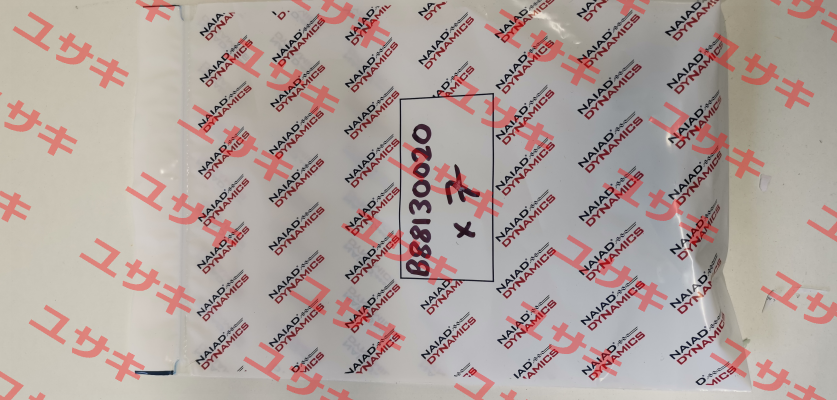 NAIAD
DYNAMICS
B88130020
x 7
ユサキ